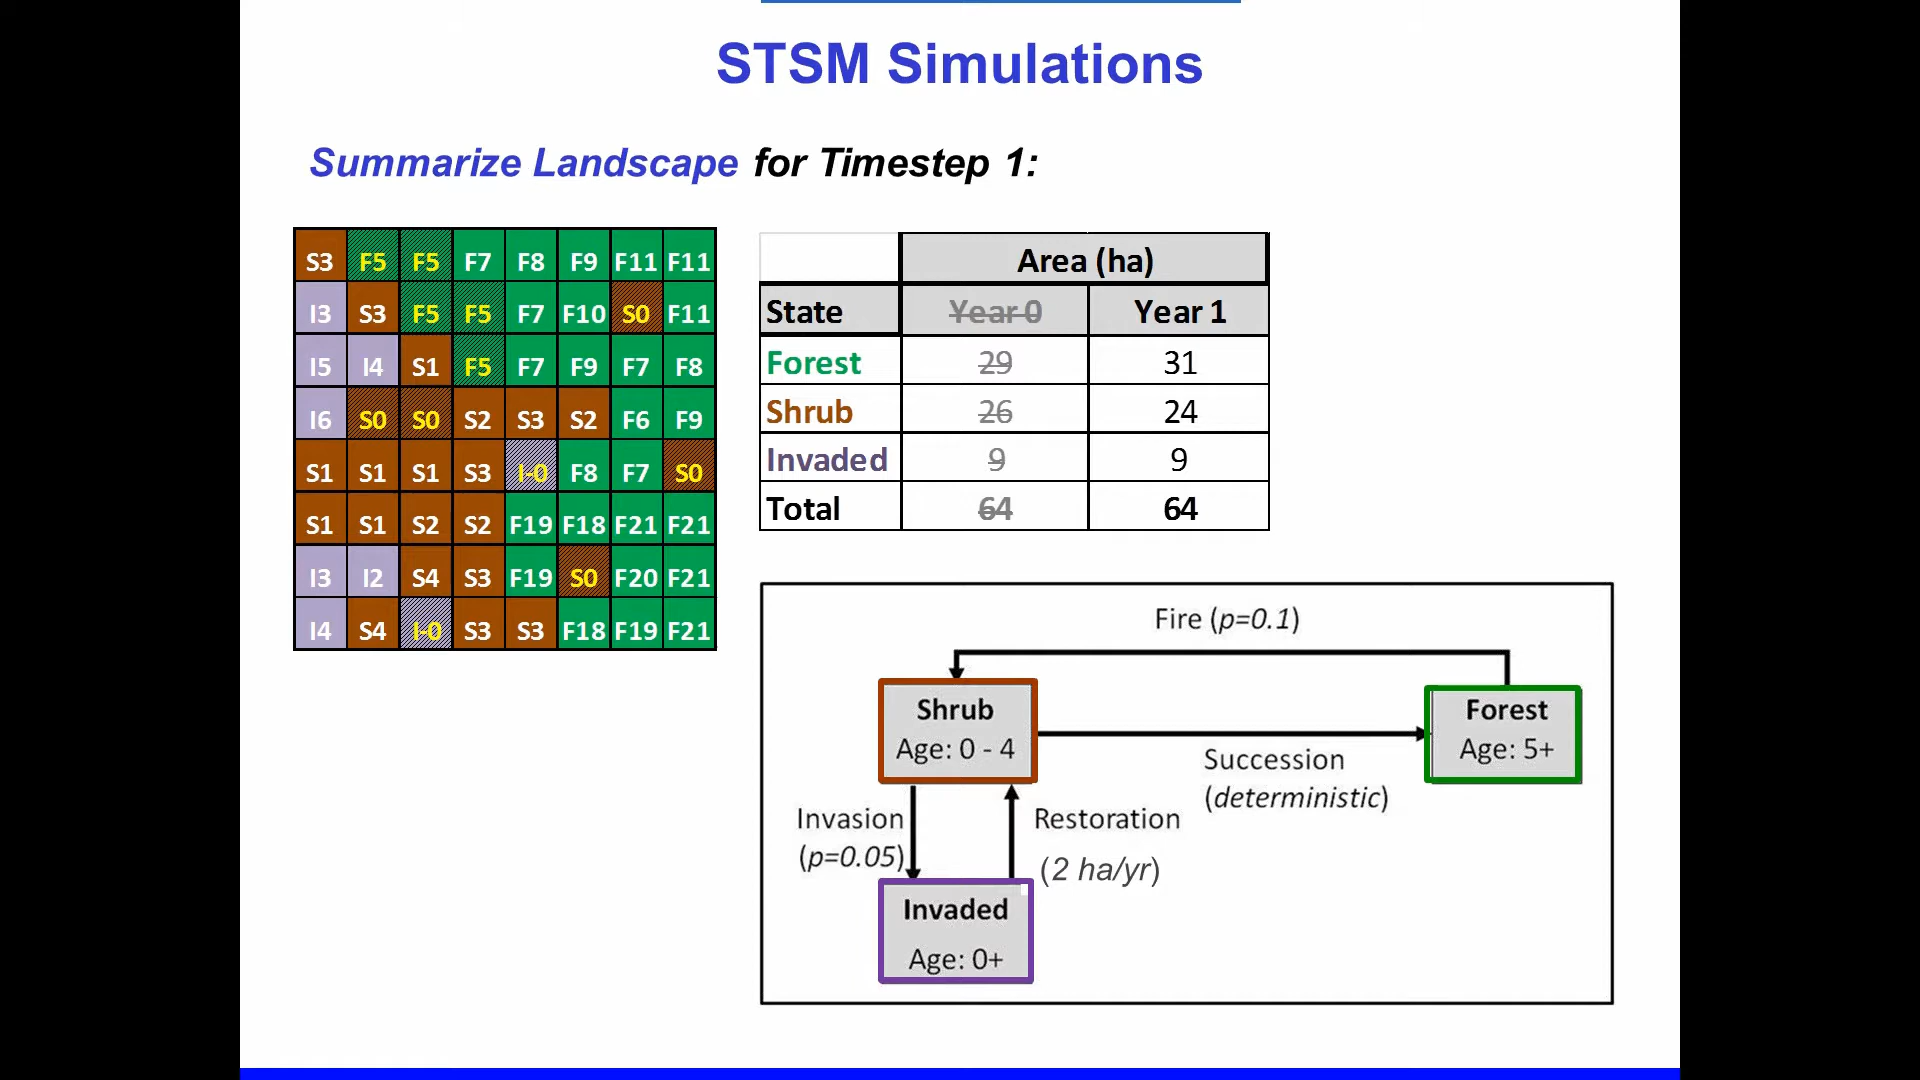 STSM Simulations
Summarize Landscape for Timestep 1:
S3 F5 F5 F7 F8 F9 F11 F11
I3 S3 F5 F5 F7 F10 S0 F11
I5 I4 S1 F5 F7 F9 F7 F8
I6 S0 S0 S2 S3 S2 F6 F9
S1 S1 S1 S3 I-0 F8 F7 S0
S1 S1 S2 S2 F19 F18 F21 F21
I3 I2 S4 S3 F19 S0 F20 F21
I4 S4 I-0 S3 S3 F18 F19 F21
Area (ha)
State Year 0 Year 1
Forest 29 31
Shrub 26 24
Invaded 9 9
Total 64 64
Fire (p=0.1)
Shrub
Age: 0 - 4
Forest
Age: 5+
Succession
(deterministic)
Invasion
(p=0.05)
Restoration
(2 ha/yr)
Invaded
Age: 0+